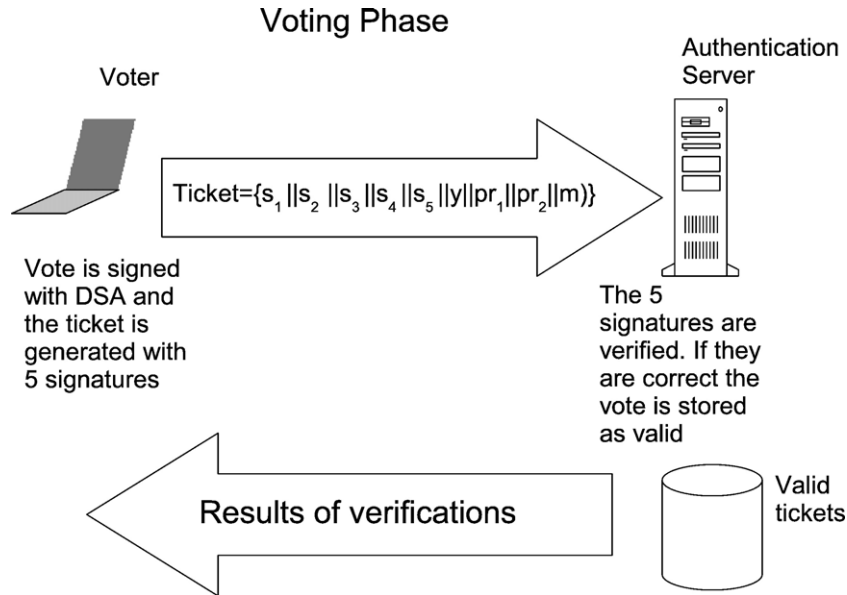 Voting Phase
Voter
Authentication
Server
Ticket={s₁||s₂ ||s₃||s₄||s₅||y||pr₁||pr₂||m)}
Vote is signed
with DSA and
the ticket is
generated with
5 signatures
The 5
signatures are
verified. If they
are correct the
vote is stored
as valid
Results of verifications
Valid
tickets